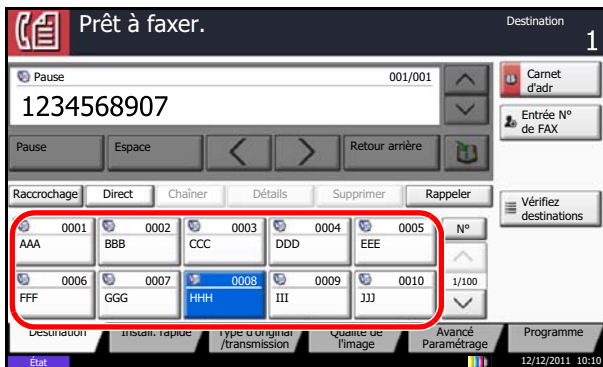 Prêt à faxer.
Destination
1
Pause
001/001
1234568907
Carnet
d'adr
Entrée N°
de FAX
Pause
Espace
Retour arrière
Raccrochage
Direct
Chaîner
Détails
Supprimer
Rappeler
Vérifiez
destinations
0001
AAA
0002
BBB
0003
CCC
0004
DDD
0005
EEE
N°
0006
FFF
0007
GGG
0008
HHH
0009
III
0010
JJJ
1/100
Destination
Install. rapide
Type d'original
/transmission
Qualité de
l'image
Avancé
Paramétrage
Programme
État
12/12/2011 10:10